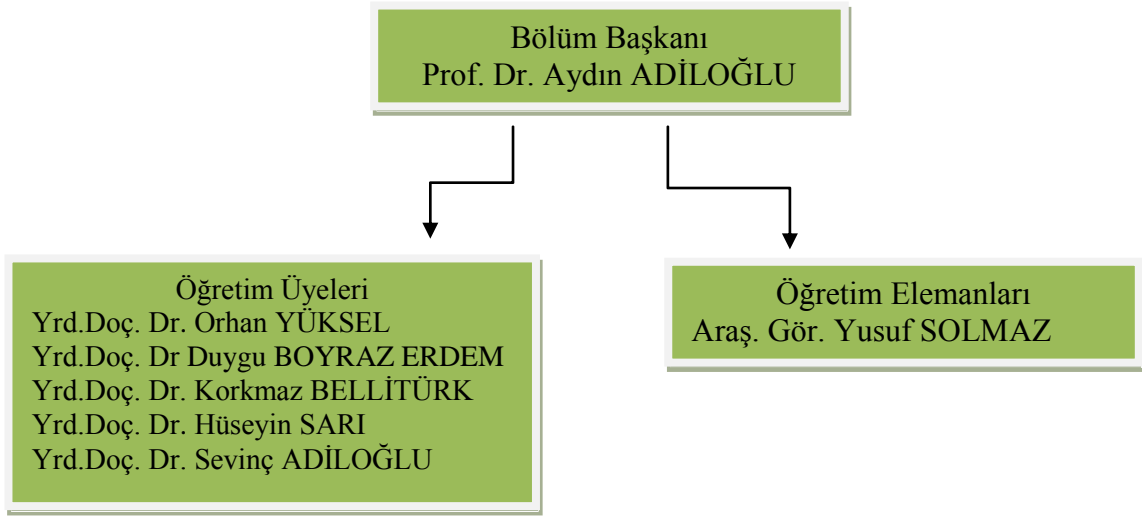 Bölüm Başkanı
Prof. Dr. Aydın ADİLOĞLU
Öğretim Üyeleri
Yrd.Doç. Dr. Orhan YÜKSEL
Yrd.Doç. Dr Duygu BOYRAZ ERDEM
Yrd.Doç. Dr. Korkmaz BELLİTÜRK
Yrd.Doç. Dr. Hüseyin SARI
Yrd.Doç. Dr. Sevinç ADİLOĞLU
Öğretim Elemanları
Araş. Gör. Yusuf SOLMAZ